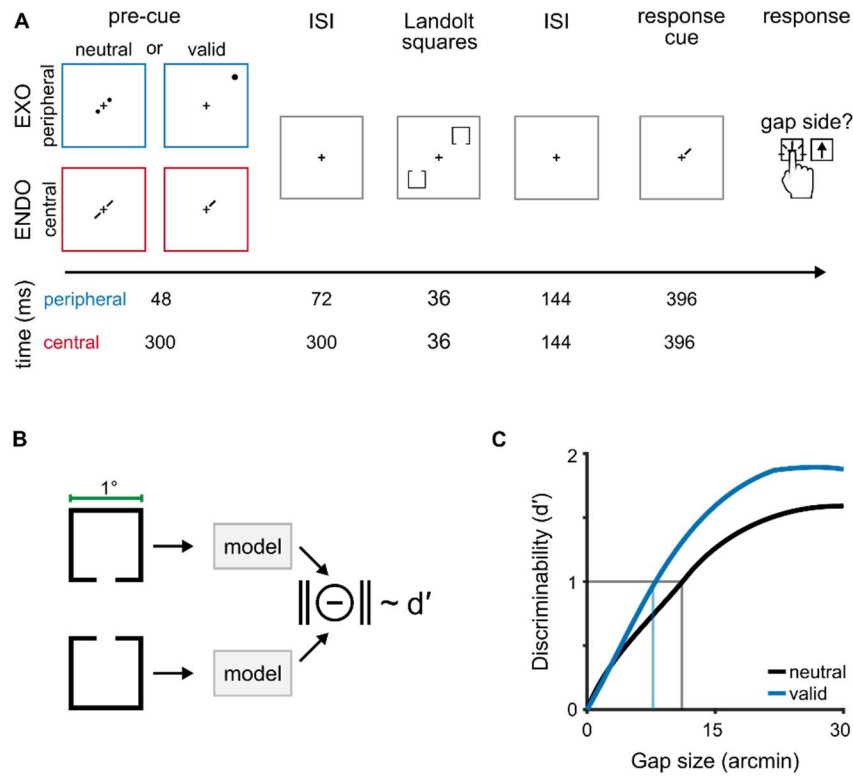 A
pre-cue
ISI
Landolt
squares
ISI
response
cue
response
neutral or valid
EXO
peripheral
ENDO
central
gap side?
time (ms)
peripheral 48 72 36 144 396
central 300 300 36 144 396
B
1°
model
model
‖⊖‖ ~ d′
C
Discriminability (d′)
2
1
0
0 15 30
neutral
valid
Gap size (arcmin)